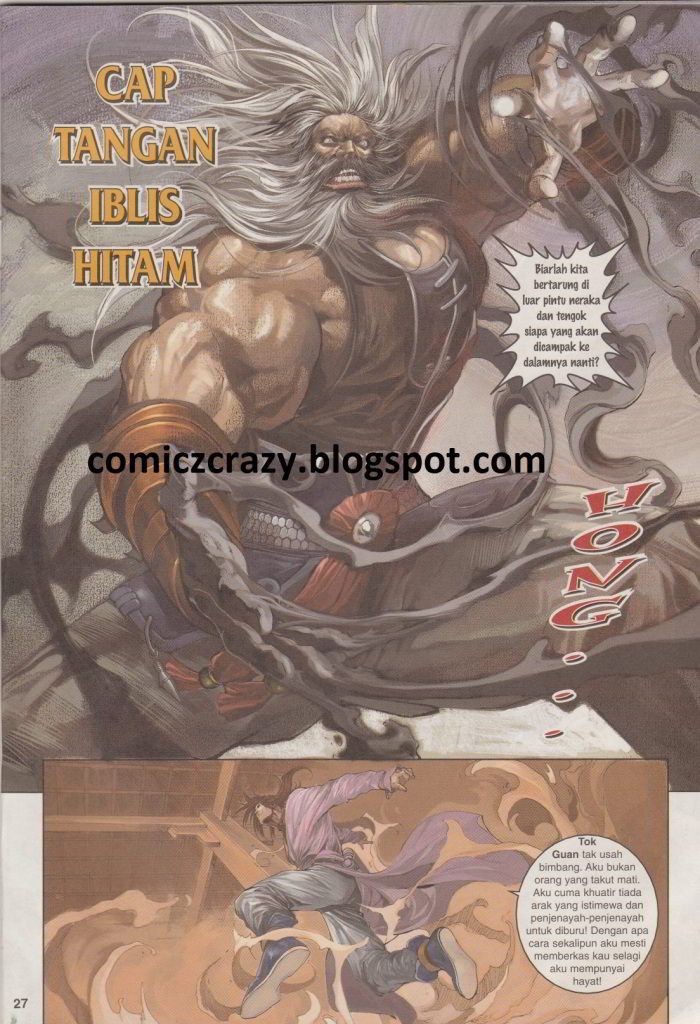 CAP
TANGAN
IBLIS
HITAM
Biarlah kita
bertarung di
luar pintu neraka
dan tengok
siapa yang akan
dicampak ke
dalamnya nanti?
comiczcrazy.blogspot.com
HONG...
Tok
Guan tak usah
bimbang. Aku bukan
orang yang takut mati.
Aku cuma khuatir tiada
arak yang istimewa dan
penjenayah-penjenayah
untuk diburu! Dengan apa
cara sekalipun aku mesti
memberkas kau selagi
aku mempunyai
hayat!
27